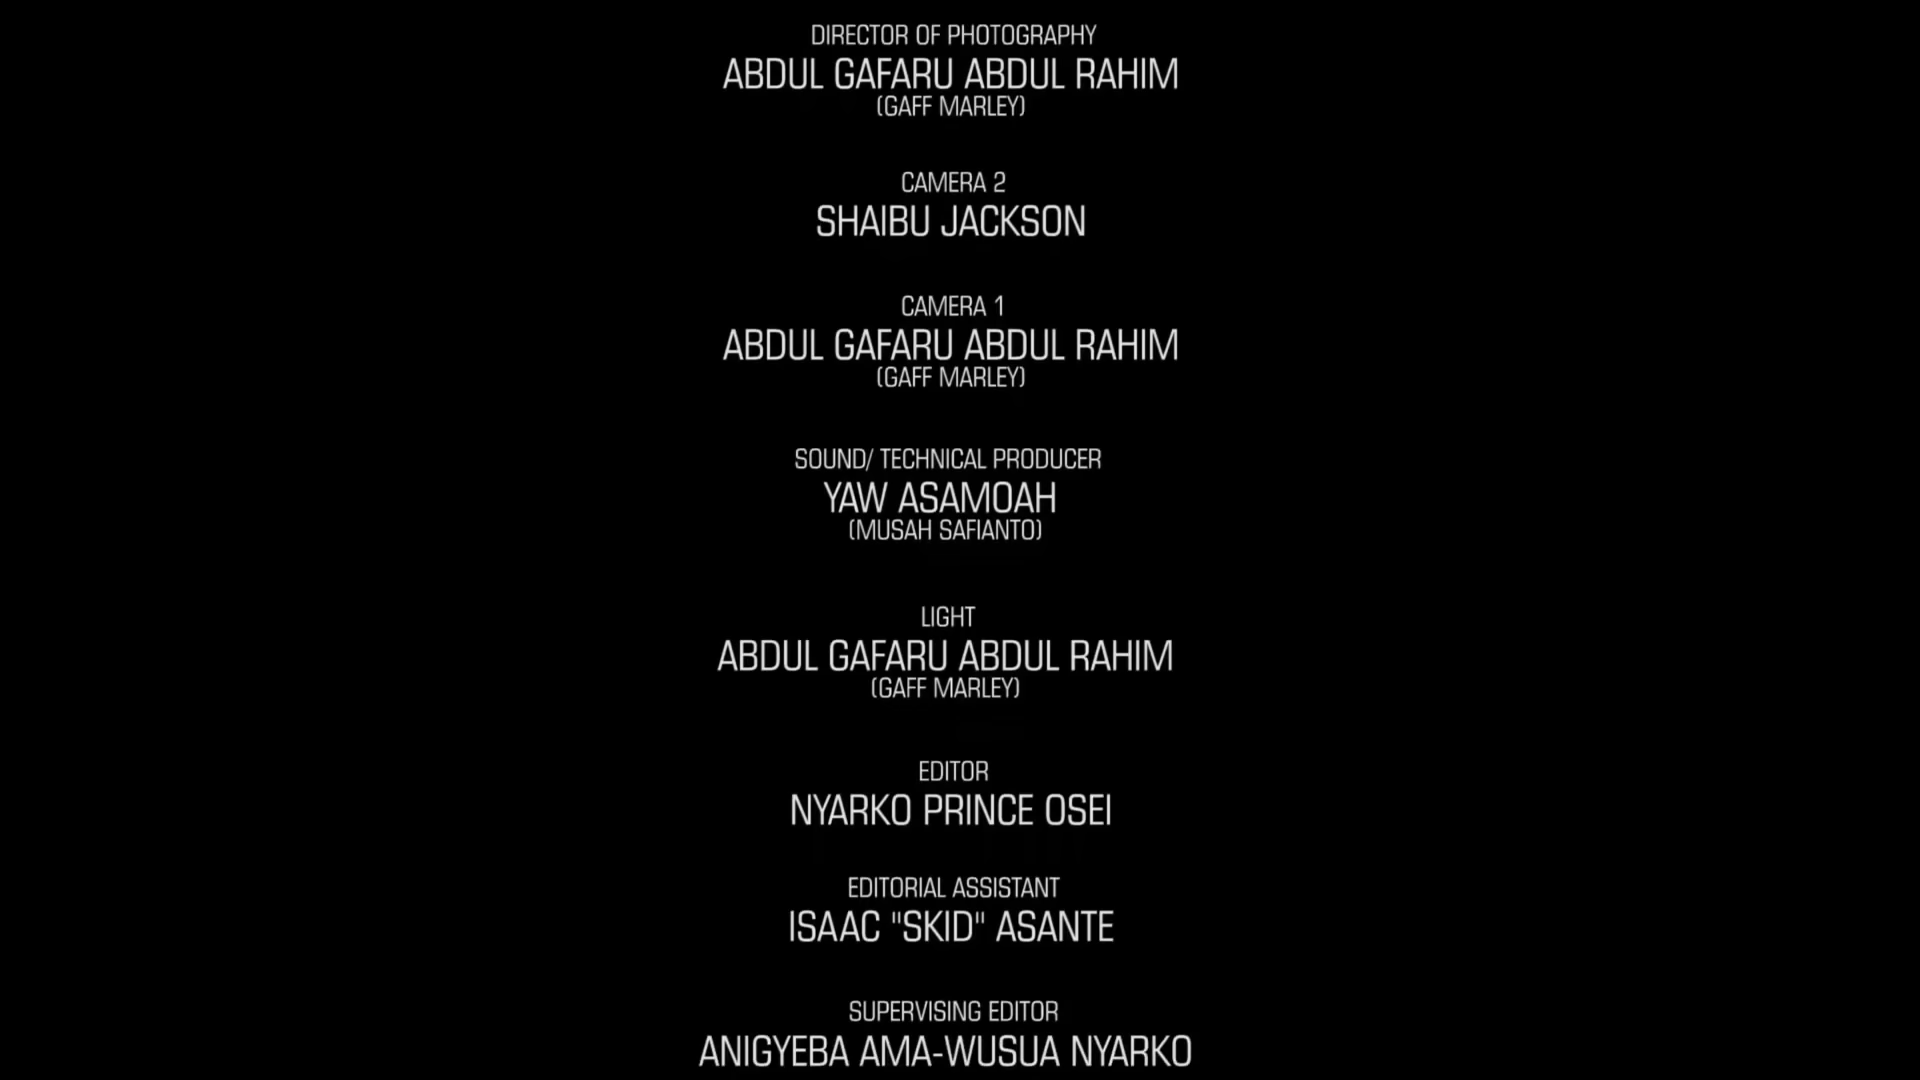 DIRECTOR OF PHOTOGRAPHY
ABDUL GAFARU ABDUL RAHIM
(GAFF MARLEY)
CAMERA 2
SHAIBU JACKSON
CAMERA 1
ABDUL GAFARU ABDUL RAHIM
(GAFF MARLEY)
SOUND/ TECHNICAL PRODUCER
YAW ASAMOAH
(MUSAH SAFIANTO)
LIGHT
ABDUL GAFARU ABDUL RAHIM
(GAFF MARLEY)
EDITOR
NYARKO PRINCE OSEI
EDITORIAL ASSISTANT
ISAAC "SKID" ASANTE
SUPERVISING EDITOR
ANIGYEBA AMA-WUSUA NYARKO